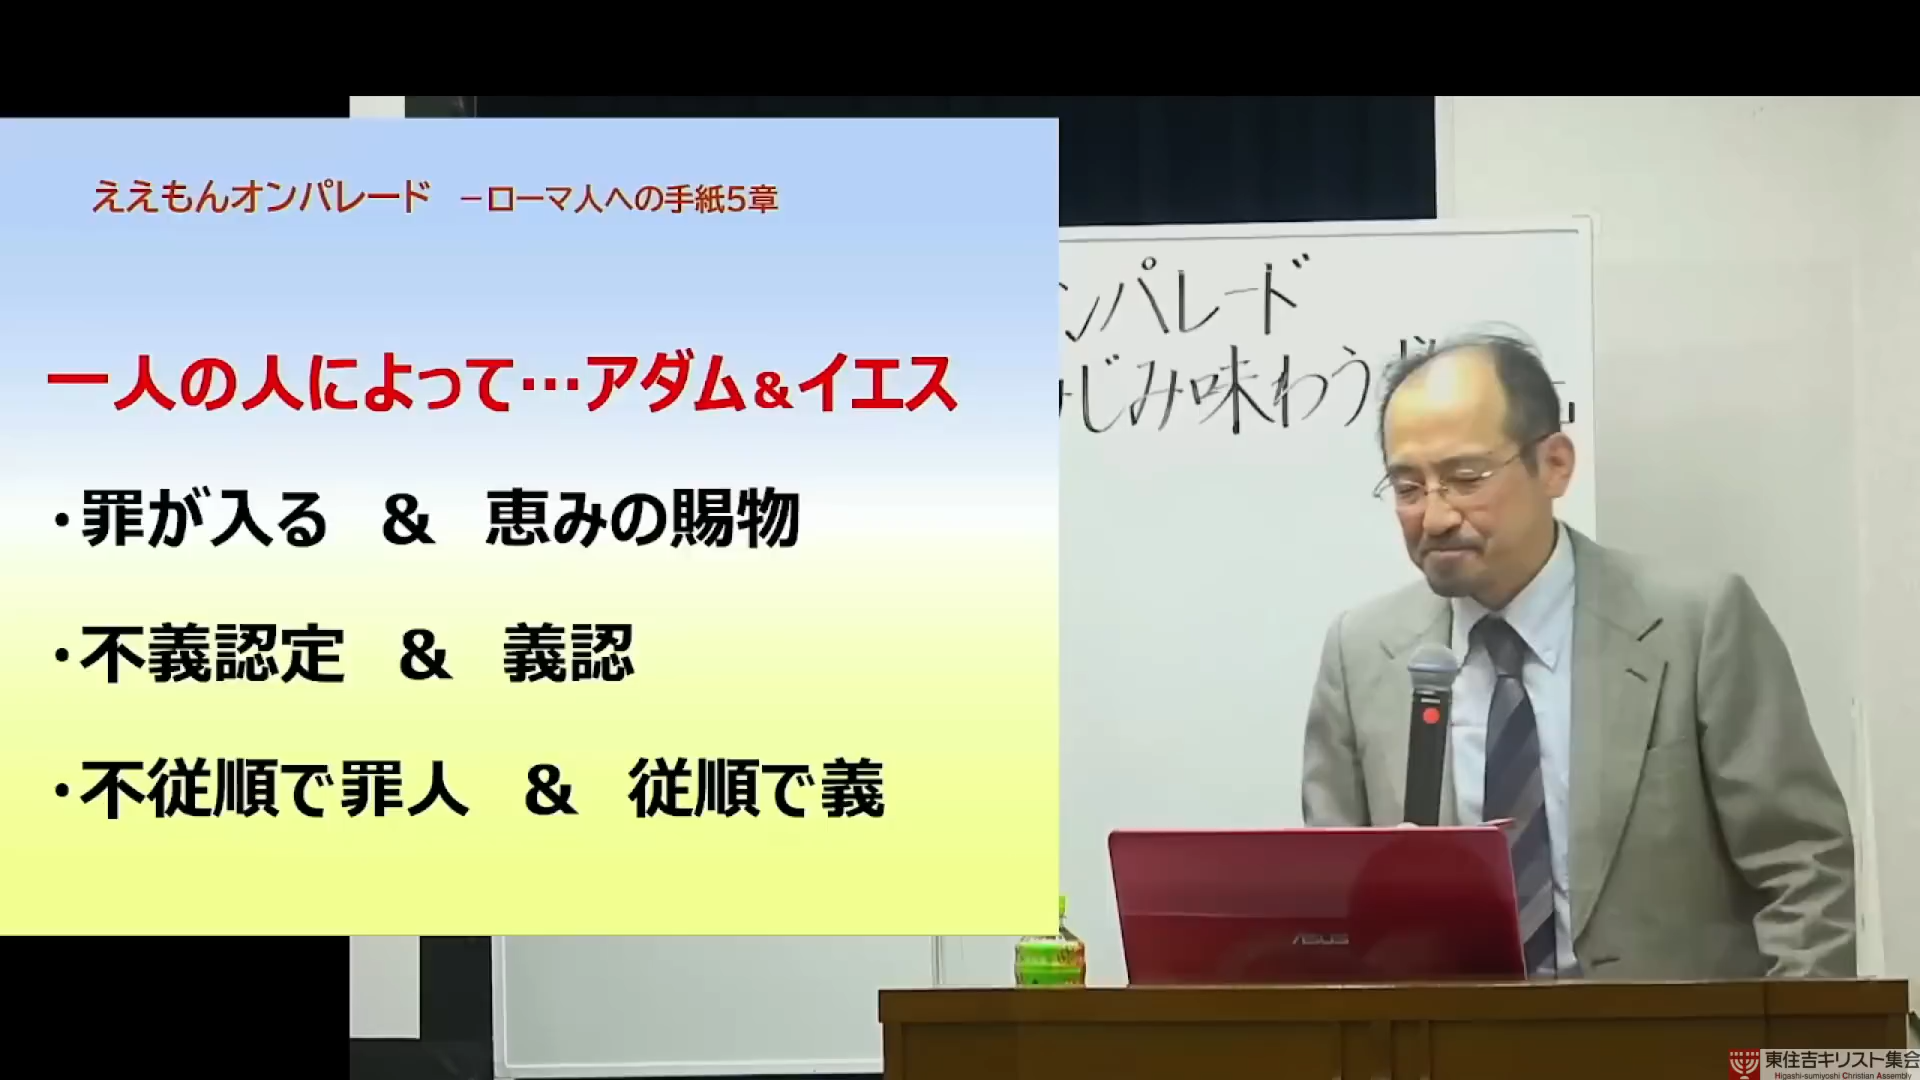 ええもんオンパレード －ローマ人への手紙5章
一人の人によって…アダム&イエス
・罪が入る & 恵みの賜物
・不義認定 & 義認
・不従順で罪人 & 従順で義
ンパレード
じみ味わう
ASUS
東住吉キリスト集会
Higashi-sumiyoshi Christian Assembly